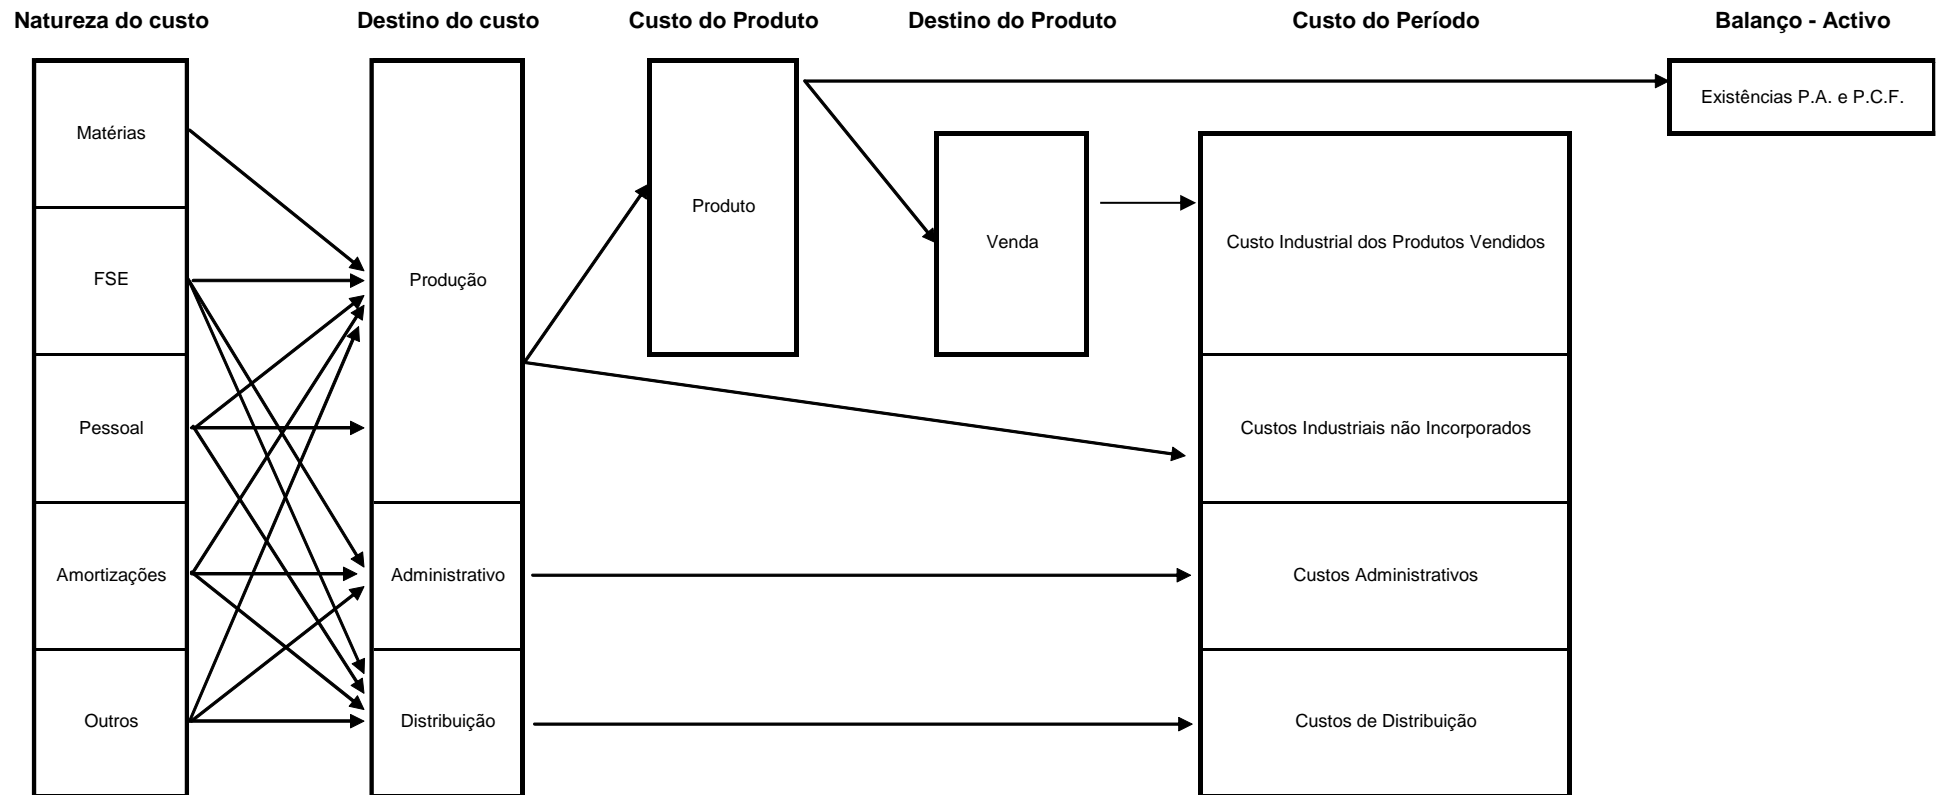 Natureza do custo
Destino do custo
Custo do Produto
Destino do Produto
Custo do Período
Balanço - Activo
Matérias
FSE
Pessoal
Amortizações
Outros
Produção
Administrativo
Distribuição
Produto
Venda
Custo Industrial dos Produtos Vendidos
Custos Industriais não Incorporados
Custos Administrativos
Custos de Distribuição
Existências P.A. e P.C.F.